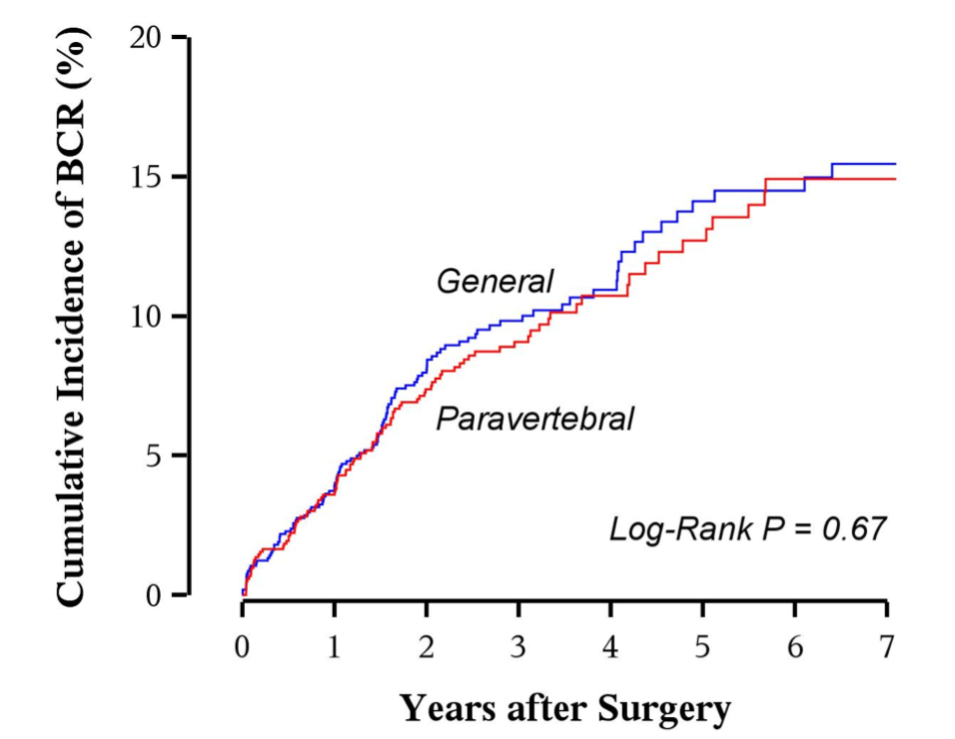 Cumulative Incidence of BCR (%)
20
15
10
5
0
General
Paravertebral
Log-Rank P = 0.67
0 1 2 3 4 5 6 7
Years after Surgery